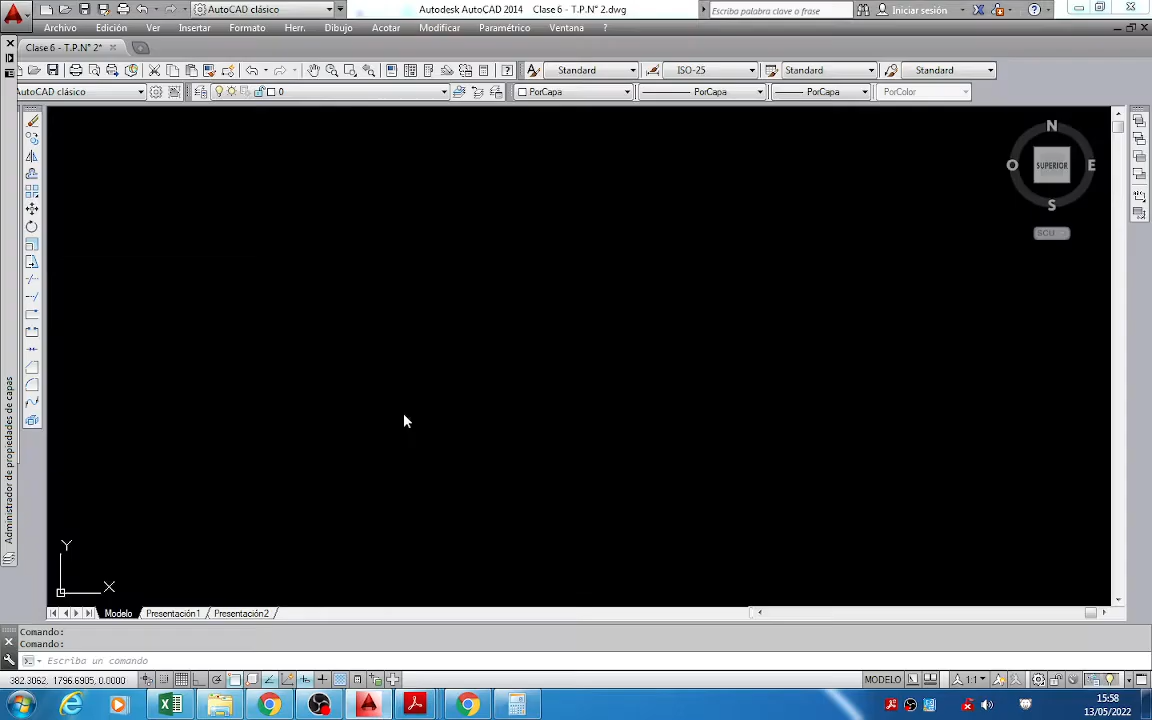 AutoCAD clásico
Autodesk AutoCAD 2014 Clase 6 - T.P.N° 2.dwg
Escriba palabra clave o frase
Iniciar sesión
Archivo Edición Ver Insertar Formato Herr. Dibujo Acotar Modificar Paramétrico Ventana ?
Clase 6 - T.P.N° 2*
Standard ISO-25 Standard Standard
AutoCAD clásico 0 PorCapa PorCapa PorCapa PorColor
N
O SUPERIOR E
S
SCU
Administrador de propiedades de capas
Y
X
Modelo Presentación1 Presentación2
Comando:
Comando:
Escriba un comando
382.3062, 1796.6905, 0.0000 MODELO 1:1
15:58
13/05/2022